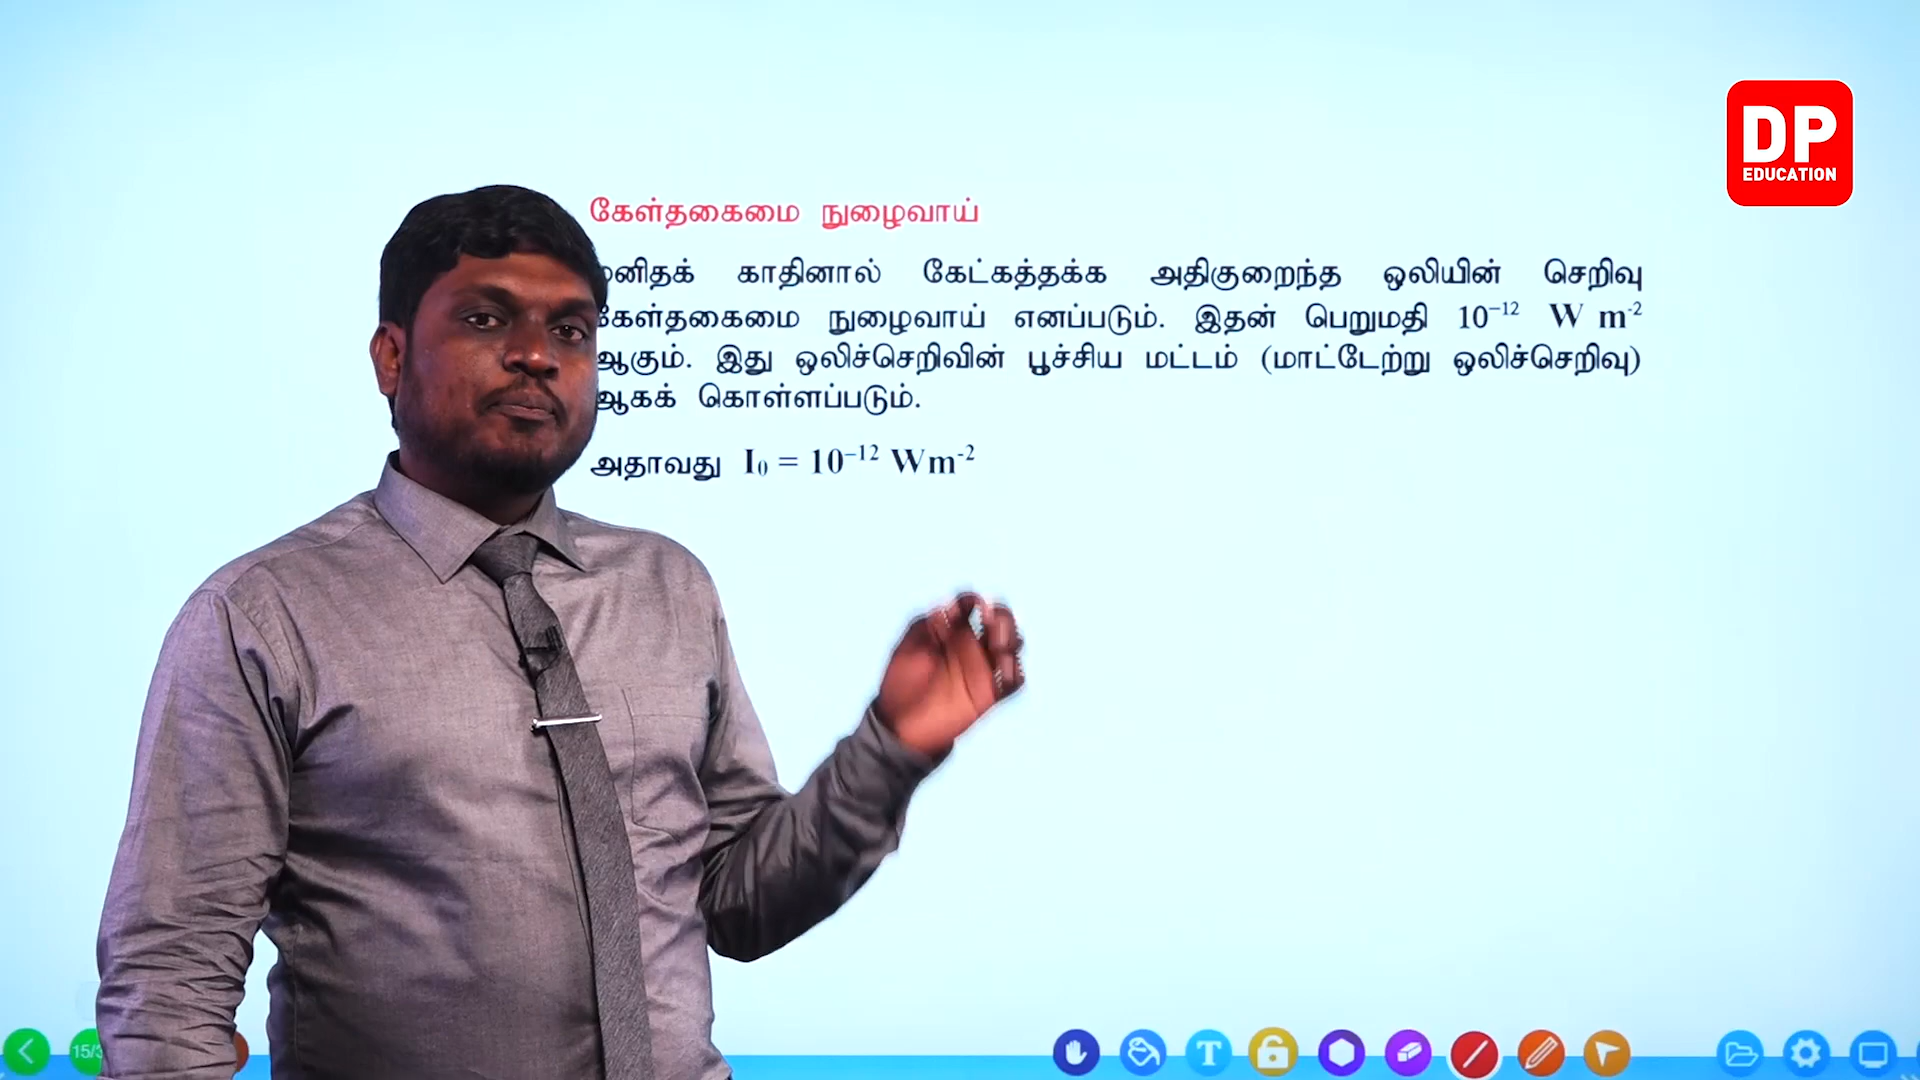 DP
EDUCATION
கேள்தகைமை நுழைவாய்
மனிதக் காதினால் கேட்கத்தக்க அதிகுறைந்த ஒலியின் செறிவு
கேள்தகைமை நுழைவாய் எனப்படும். இதன் பெறுமதி 10⁻¹² W m⁻²
ஆகும். இது ஒலிச்செறிவின் பூச்சிய மட்டம் (மாட்டேற்று ஒலிச்செறிவு)
ஆகக் கொள்ளப்படும்.
அதாவது I₀ = 10⁻¹² Wm⁻²
T